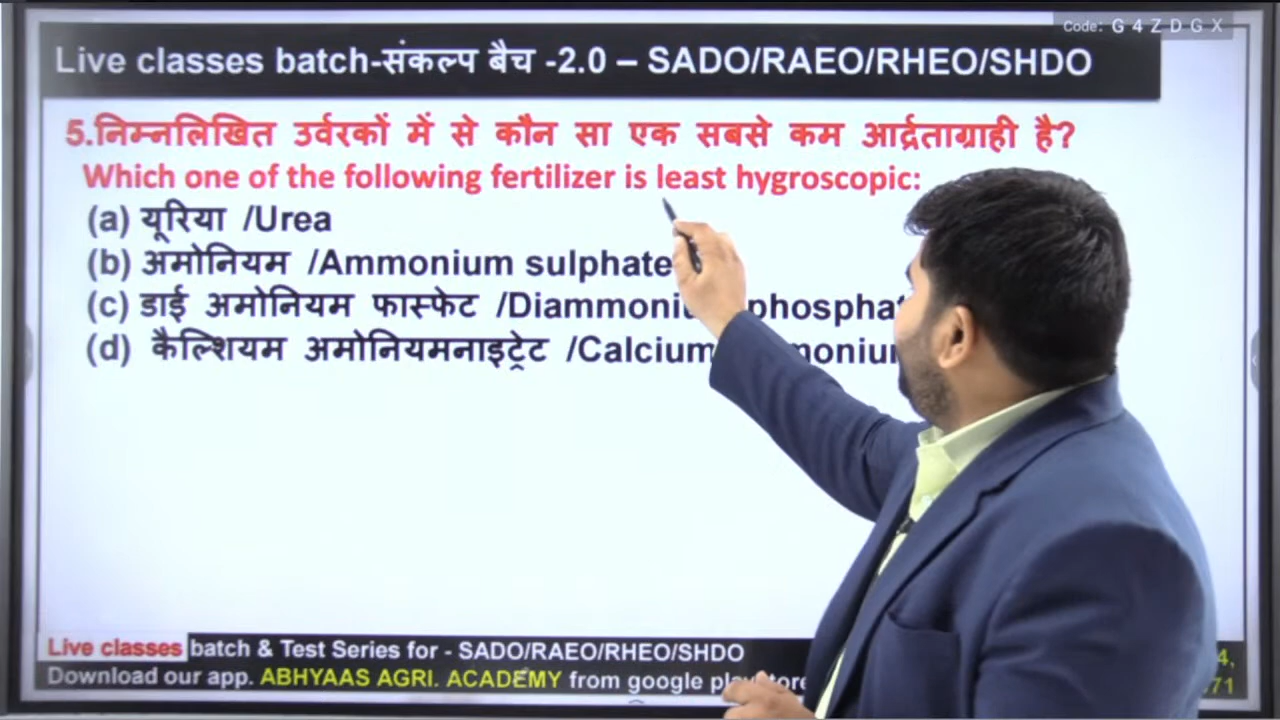 Code: G 4 Z D G X
Live classes batch-संकल्प बैच -2.0 – SADO/RAEO/RHEO/SHDO
5.निम्नलिखित उर्वरकों में से कौन सा एक सबसे कम आर्द्रताग्राही है?
Which one of the following fertilizer is least hygroscopic:
(a) यूरिया /Urea
(b) अमोनियम /Ammonium sulphate
(c) डाई अमोनियम फास्फेट /Diammoni phosphat
(d) कैल्शियम अमोनियमनाइट्रेट /Calcium moniu
Live classes batch & Test Series for - SADO/RAEO/RHEO/SHDO
Download our app. ABHYAAS AGRI. ACADEMY from google pl tore
4,
71